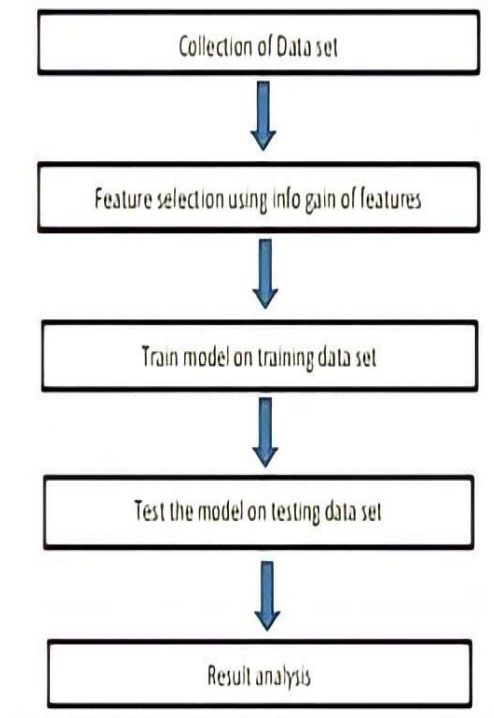 Collection of Data set
Feature selection using info gain of features
Train model on training data set
Test the model on testing data set
Result analysis